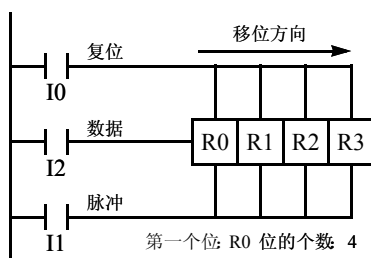 移位方向
复位
I0
数据
R0 R1 R2 R3
I2
脉冲
I1
第一个位: R0 位的个数: 4